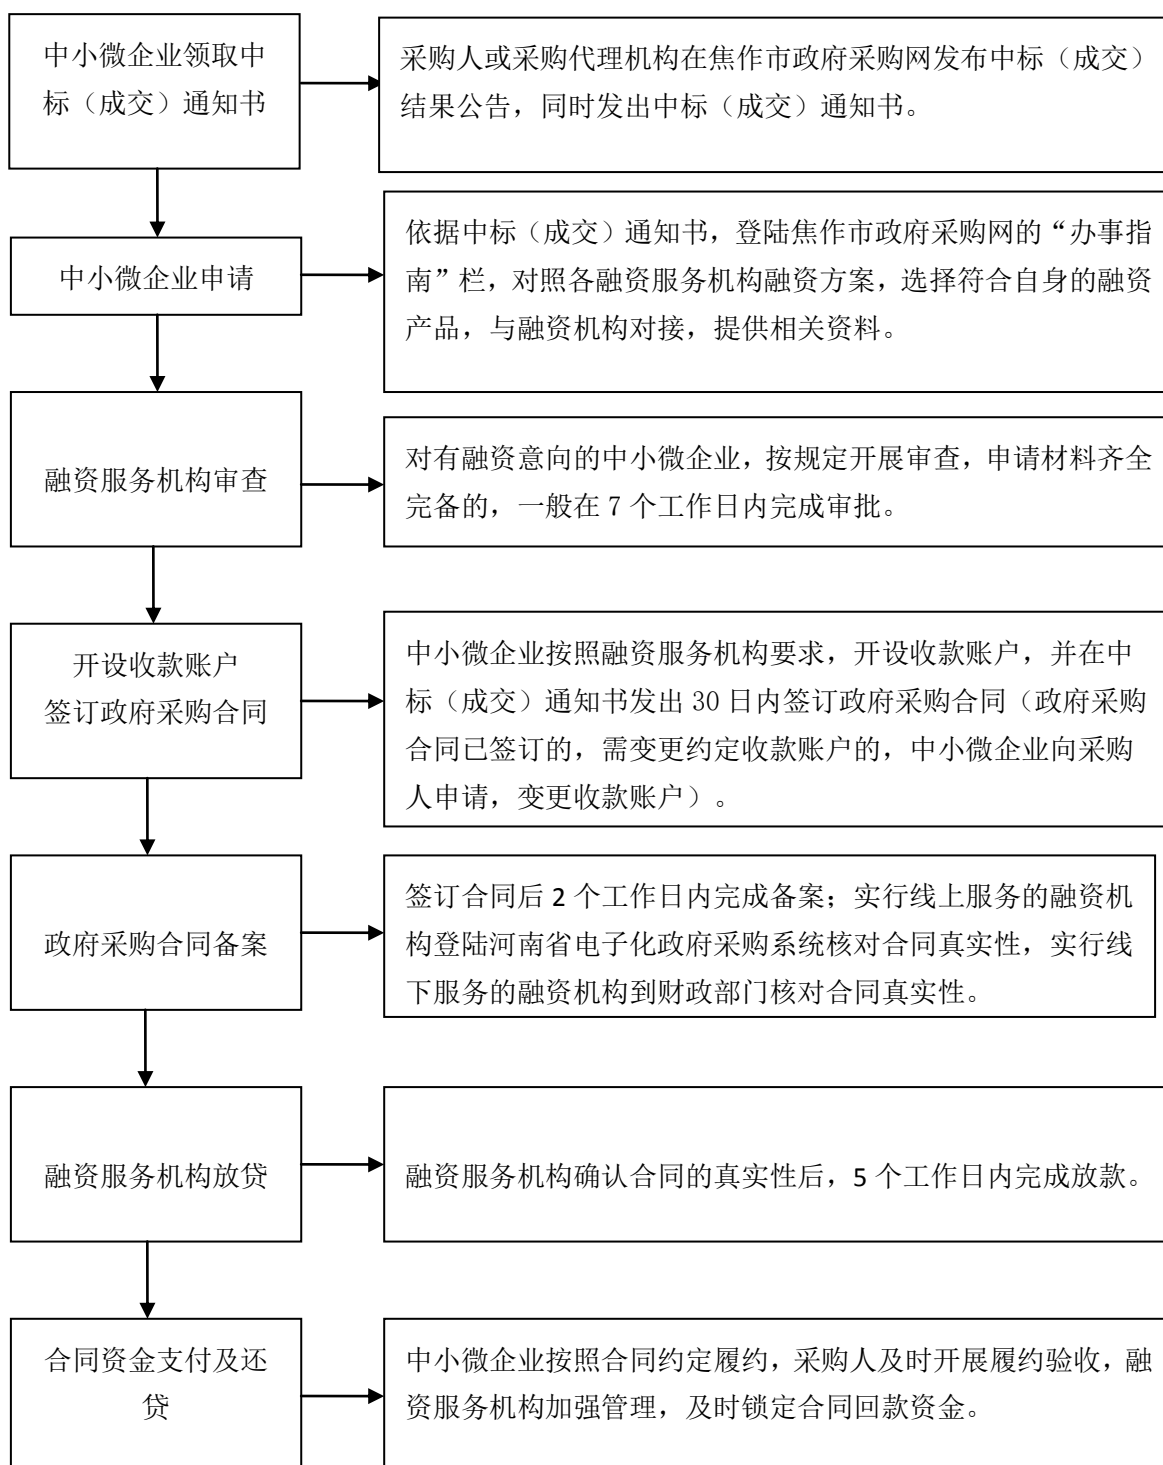 中小微企业领取中
标（成交）通知书
采购人或采购代理机构在焦作市政府采购网发布中标（成交）
结果公告，同时发出中标（成交）通知书。
中小微企业申请
依据中标（成交）通知书，登陆焦作市政府采购网的“办事指
南”栏，对照各融资服务机构融资方案，选择符合自身的融资
产品，与融资机构对接，提供相关资料。
融资服务机构审查
对有融资意向的中小微企业，按规定开展审查，申请材料齐全
完备的，一般在 7 个工作日内完成审批。
开设收款账户
签订政府采购合同
中小微企业按照融资服务机构要求，开设收款账户，并在中
标（成交）通知书发出 30 日内签订政府采购合同（政府采购
合同已签订的，需变更约定收款账户的，中小微企业向采购
人申请，变更收款账户）。
政府采购合同备案
签订合同后 2 个工作日内完成备案；实行线上服务的融资机
构登陆河南省电子化政府采购系统核对合同真实性，实行线
下服务的融资机构到财政部门核对合同真实性。
融资服务机构放贷
融资服务机构确认合同的真实性后，5 个工作日内完成放款。
合同资金支付及还
贷
中小微企业按照合同约定履约，采购人及时开展履约验收，融
资服务机构加强管理，及时锁定合同回款资金。